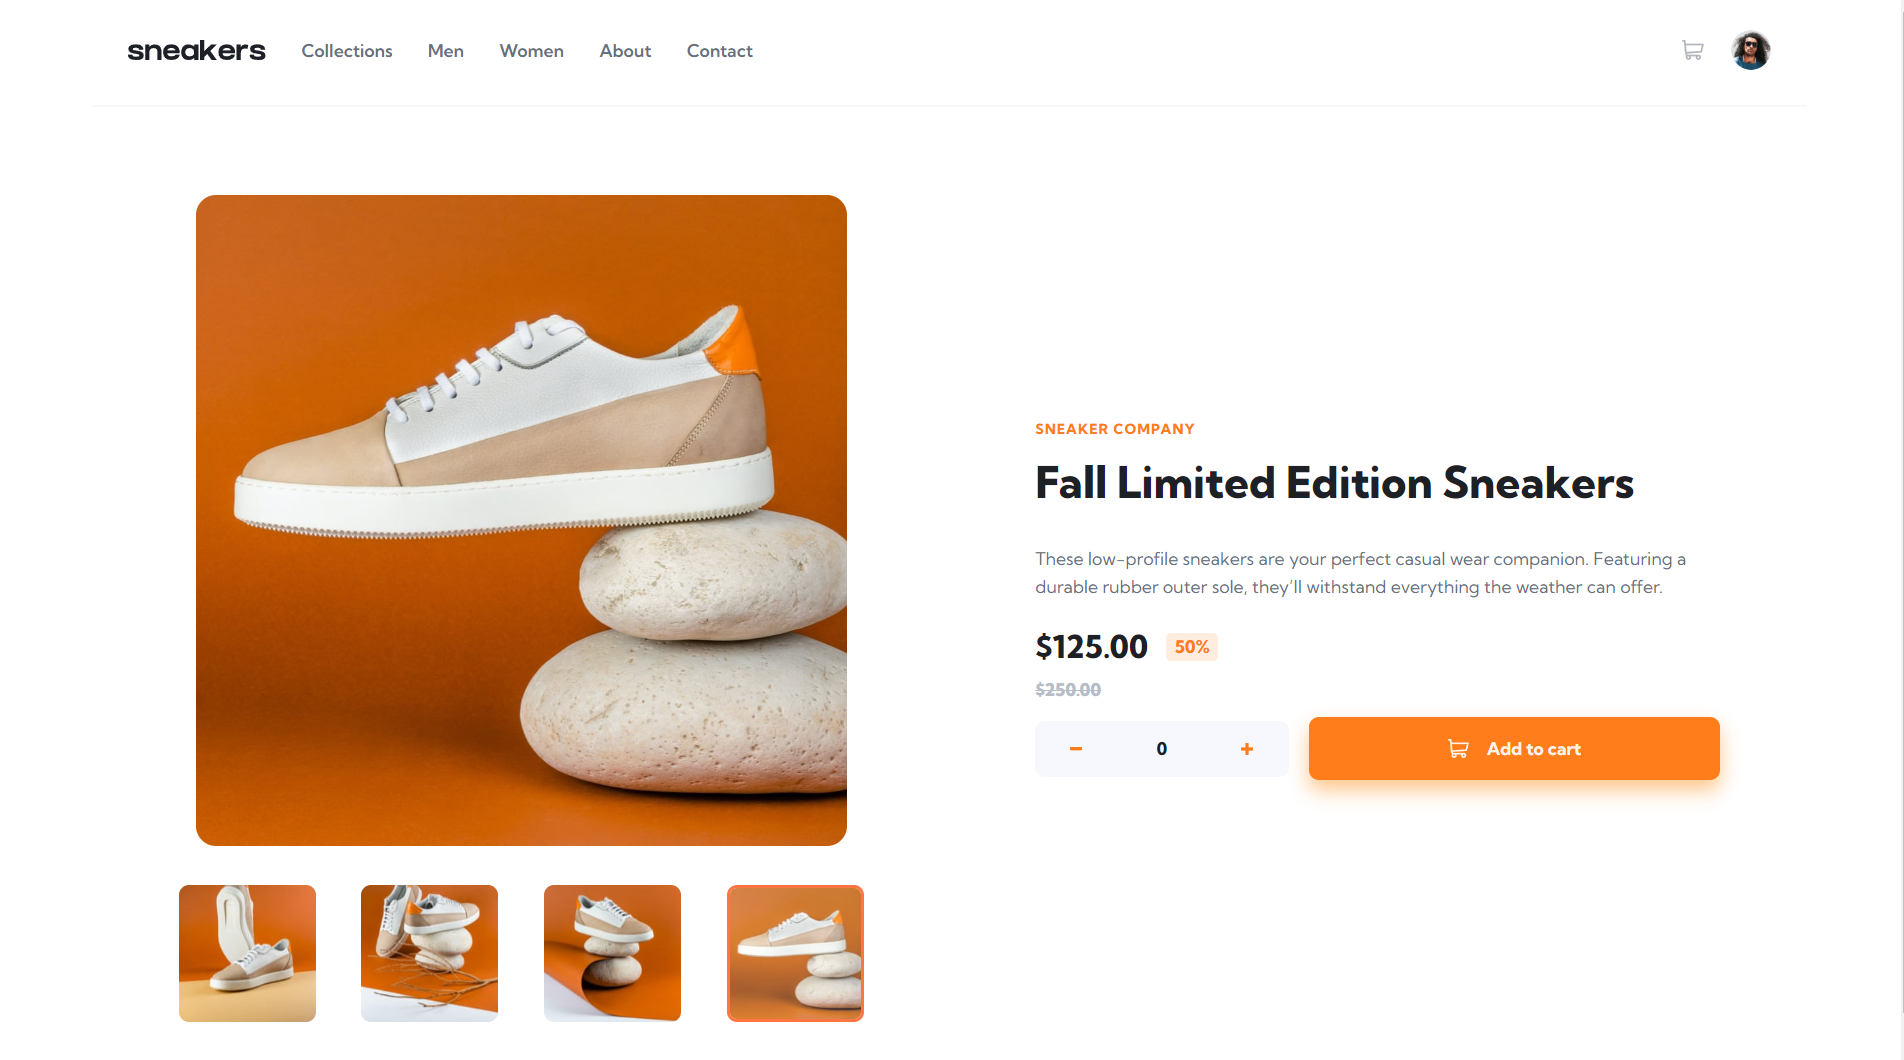 sneakers Collections Men Women About Contact
SNEAKER COMPANY
Fall Limited Edition Sneakers
These low-profile sneakers are your perfect casual wear companion. Featuring a
durable rubber outer sole, they’ll withstand everything the weather can offer.
$125.00 50%
$250.00
0 Add to cart